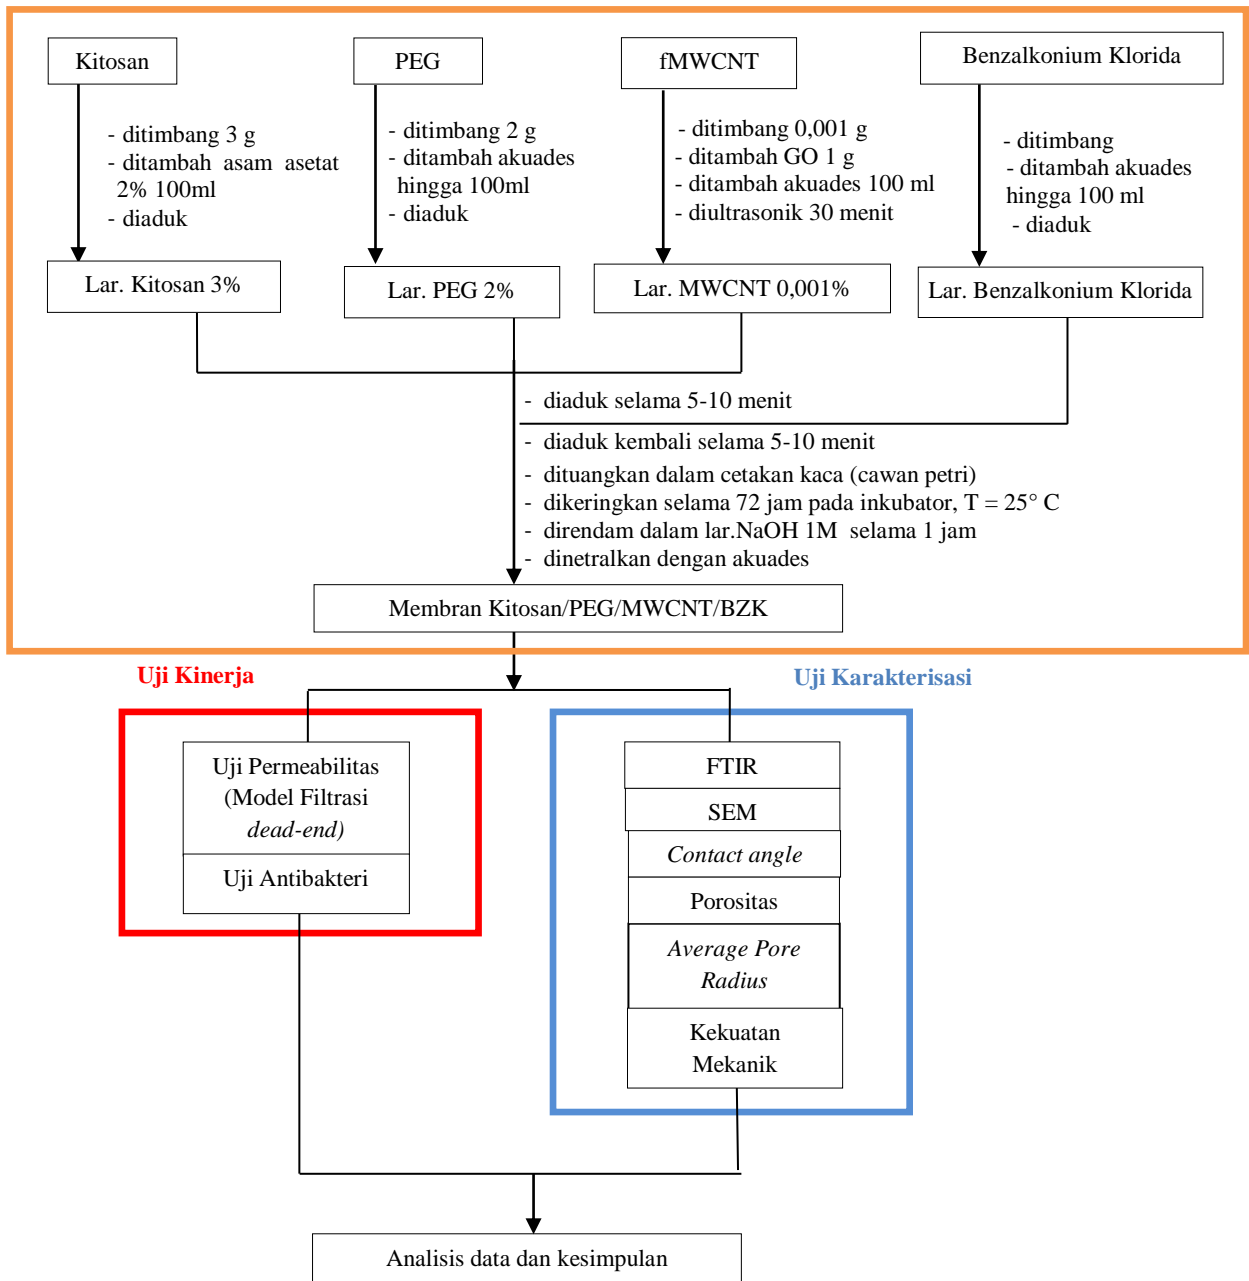 Kitosan
PEG
fMWCNT
Benzalkonium Klorida
- ditimbang 3 g
- ditambah asam asetat
2% 100ml
- diaduk
- ditimbang 2 g
- ditambah akuades
hingga 100ml
- diaduk
- ditimbang 0,001 g
- ditambah GO 1 g
- ditambah akuades 100 ml
- diultrasonik 30 menit
- ditimbang
- ditambah akuades
hingga 100 ml
- diaduk
Lar. Kitosan 3%
Lar. PEG 2%
Lar. MWCNT 0,001%
Lar. Benzalkonium Klorida
- diaduk selama 5-10 menit
- diaduk kembali selama 5-10 menit
- dituangkan dalam cetakan kaca (cawan petri)
- dikeringkan selama 72 jam pada inkubator, T = 25° C
- direndam dalam lar.NaOH 1M selama 1 jam
- dinetralkan dengan akuades
Membran Kitosan/PEG/MWCNT/BZK
Uji Kinerja
Uji Karakterisasi
Uji Permeabilitas
(Model Filtrasi
dead-end)
Uji Antibakteri
FTIR
SEM
Contact angle
Porositas
Average Pore
Radius
Kekuatan
Mekanik
Analisis data dan kesimpulan